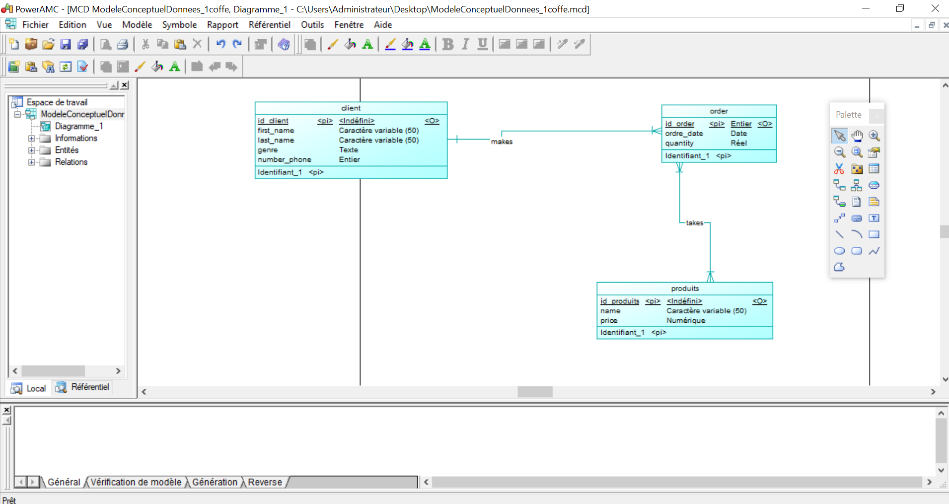 PowerAMC - [MCD ModeleConceptuelDonnees_1coffe, Diagramme_1 - C:\Users\Administrateur\Desktop\ModeleConceptuelDonnees_1coffe.mcd]
Fichier Edition Vue Modèle Symbole Rapport Référentiel Outils Fenêtre Aide
Espace de travail
ModeleConceptuelDonr
Diagramme_1
Informations
Entités
Relations
Local Référentiel
client
id_client <pi> <Indéfini> <O>
first_name Caractère variable (50)
last_name Caractère variable (50)
genre Texte
number_phone Entier
Identifiant_1 <pi>
makes
order
id_order <pi> Entier <O>
ordre_date Date
quantity Réel
Identifiant_1 <pi>
takes
produits
id_produits <pi> <Indéfini> <O>
name Caractère variable (50)
price Numérique
Identifiant_1 <pi>
Palette
Général Vérification de modèle Génération Reverse
Prêt